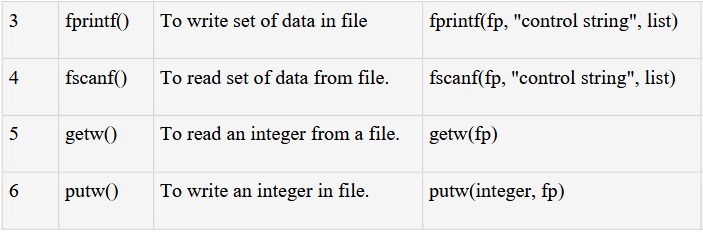 3 fprintf() To write set of data in file fprintf(fp, "control string", list)
4 fscanf() To read set of data from file. fscanf(fp, "control string", list)
5 getw() To read an integer from a file. getw(fp)
6 putw() To write an integer in file. putw(integer, fp)